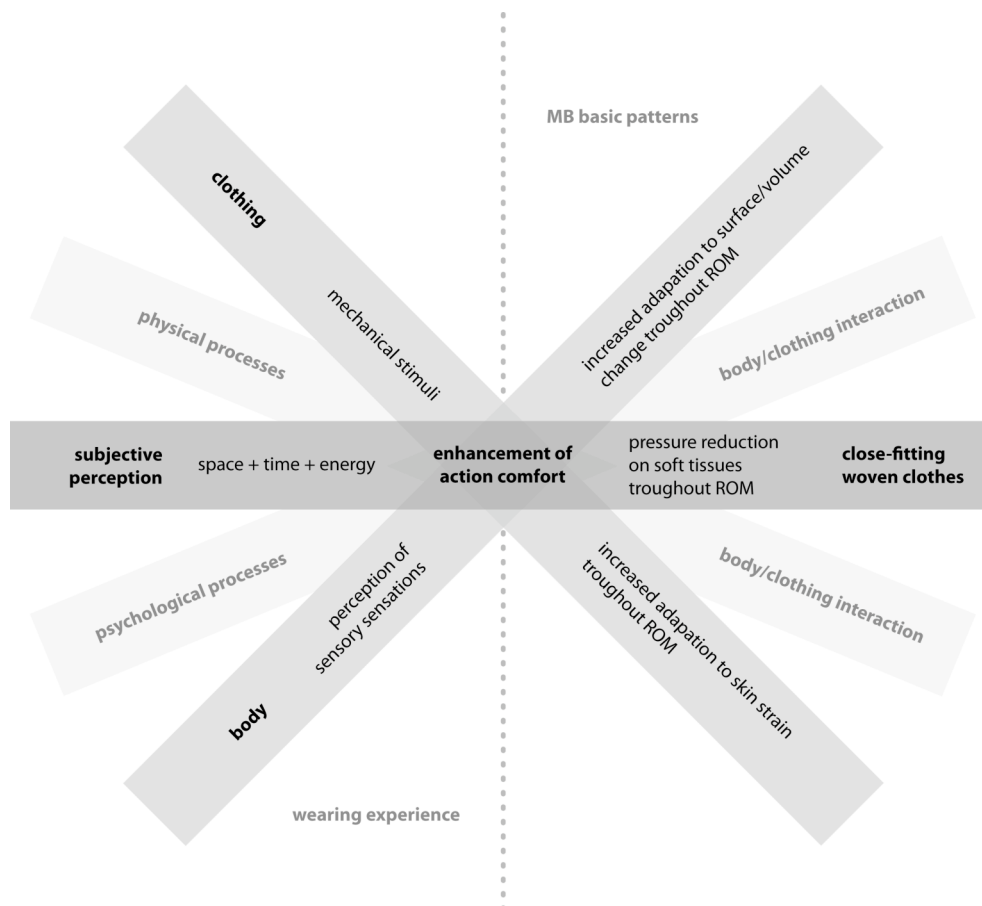 MB basic patterns
clothing
mechanical stimuli
increased adapation to surface/volume
change troughout ROM
physical processes
body/clothing interaction
subjective
perception
space + time + energy
enhancement of
action comfort
pressure reduction
on soft tissues
troughout ROM
close-fitting
woven clothes
psychological processes
perception of
sensory sensations
body
increased adapation to skin strain
troughout ROM
body/clothing interaction
wearing experience